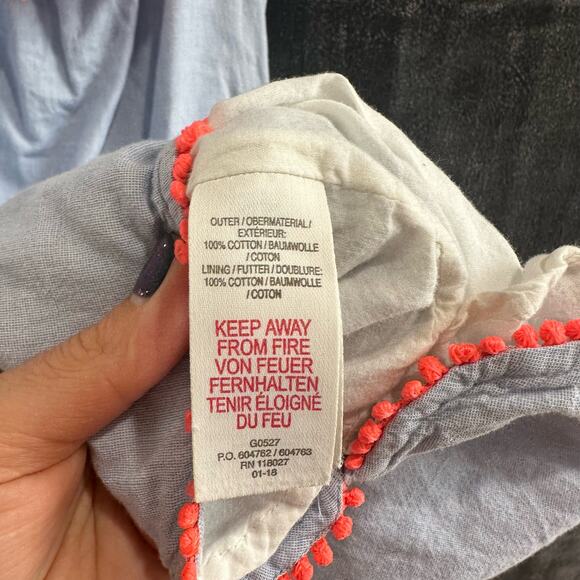 OUTER / OBERMATERIAL /
EXTÉRIEUR:
100% COTTON / BAUMWOLLE
/ COTON
LINING / FUTTER / DOUBLURE:
100% COTTON / BAUMWOLLE
/ COTON
KEEP AWAY
FROM FIRE
VON FEUER
FERNHALTEN
TENIR ÉLOIGNÉ
DU FEU
G0527
P.O. 604762 / 604763
RN 118027
01-18